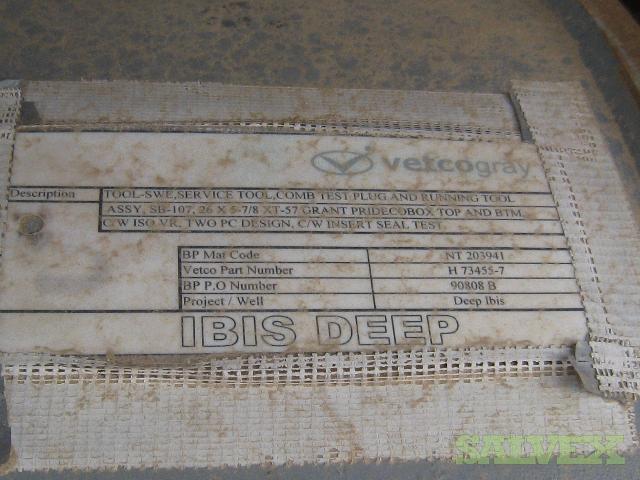 vetcogray
Description TOOL-SWE,SERVICE TOOL,COMB TEST PLUG AND RUNNING TOOL
ASSY, SB-107, 26 X 5-7/8 XT-57 GRANT PRIDECOBOX TOP AND BTM,
C/W ISO VR, TWO PC DESIGN, C/W INSERT SEAL TEST
BP Mat Code NT 203941
Vetco Part Number H 73455-7
BP P.O Number 90808 B
Project / Well Deep Ibis
IBIS DEEP
SALVEX